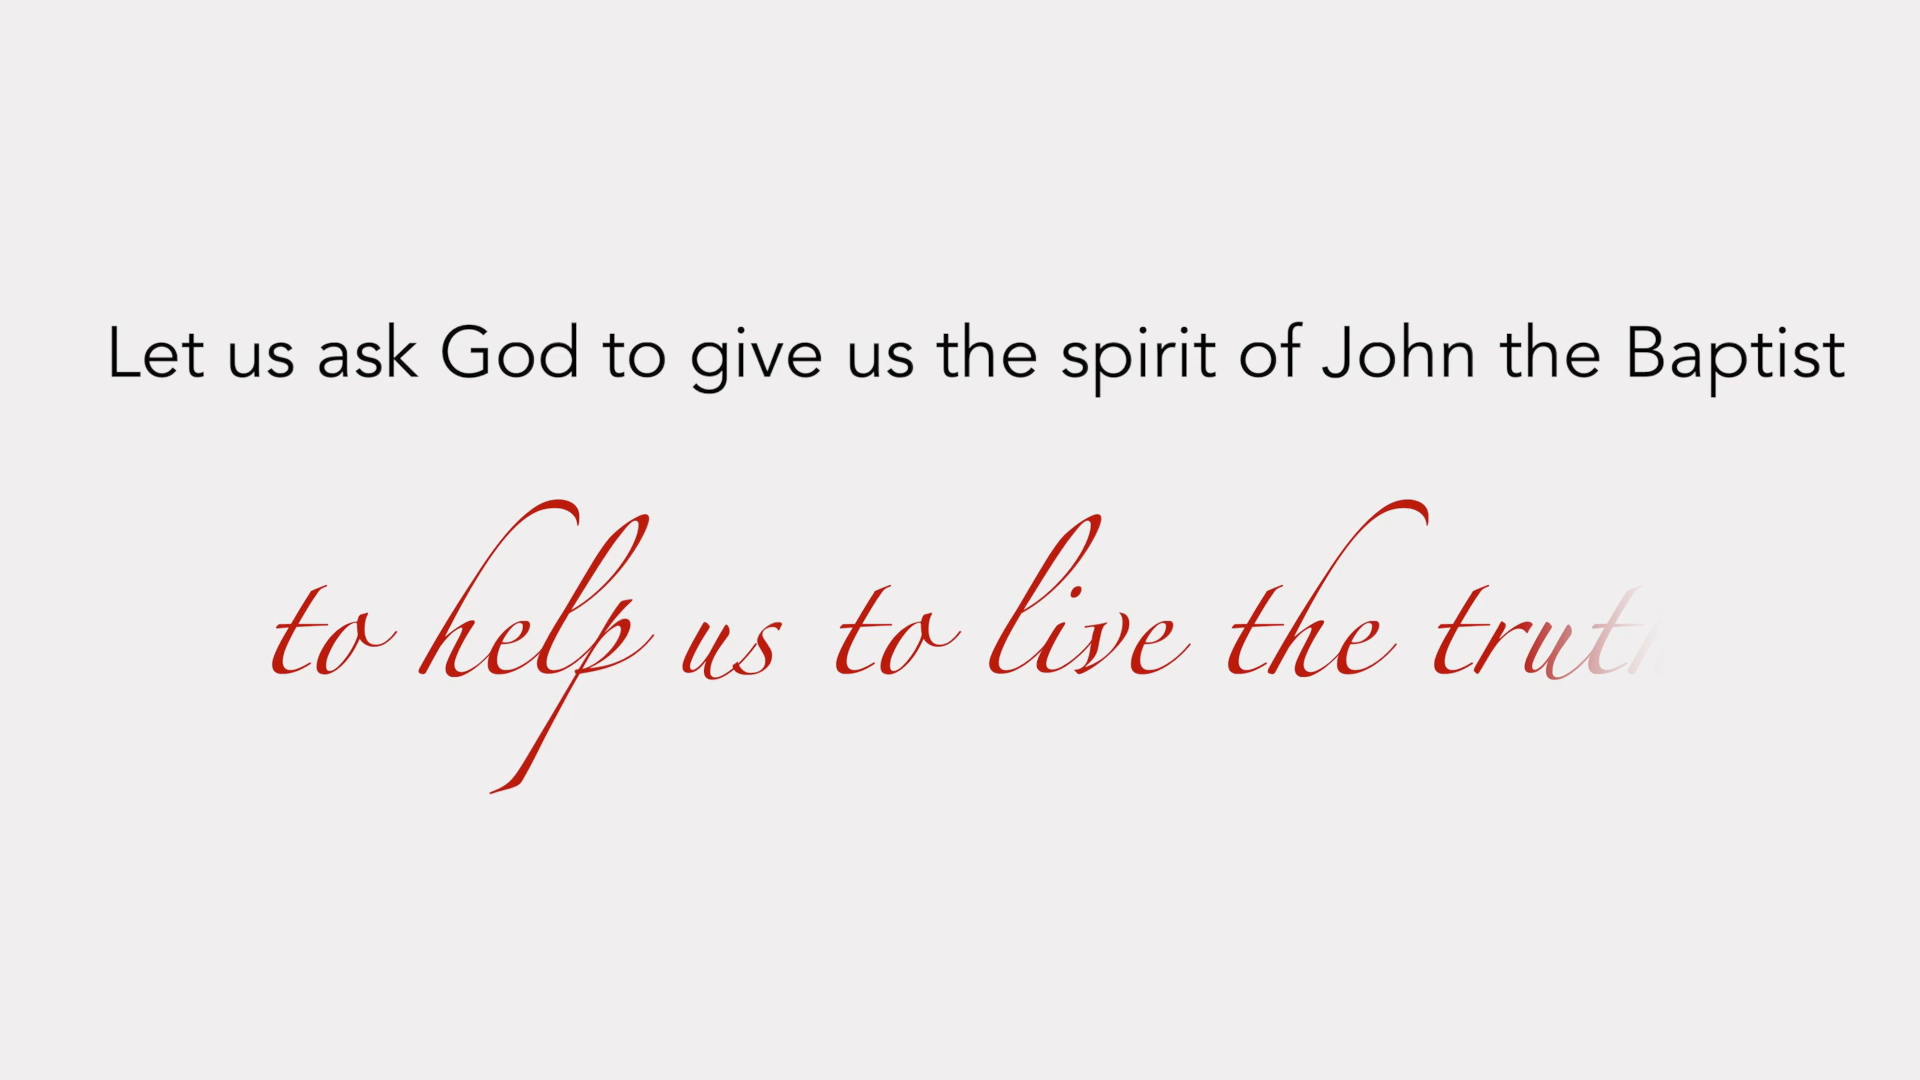 Let us ask God to give us the spirit of John the Baptist
to help us to live the truth